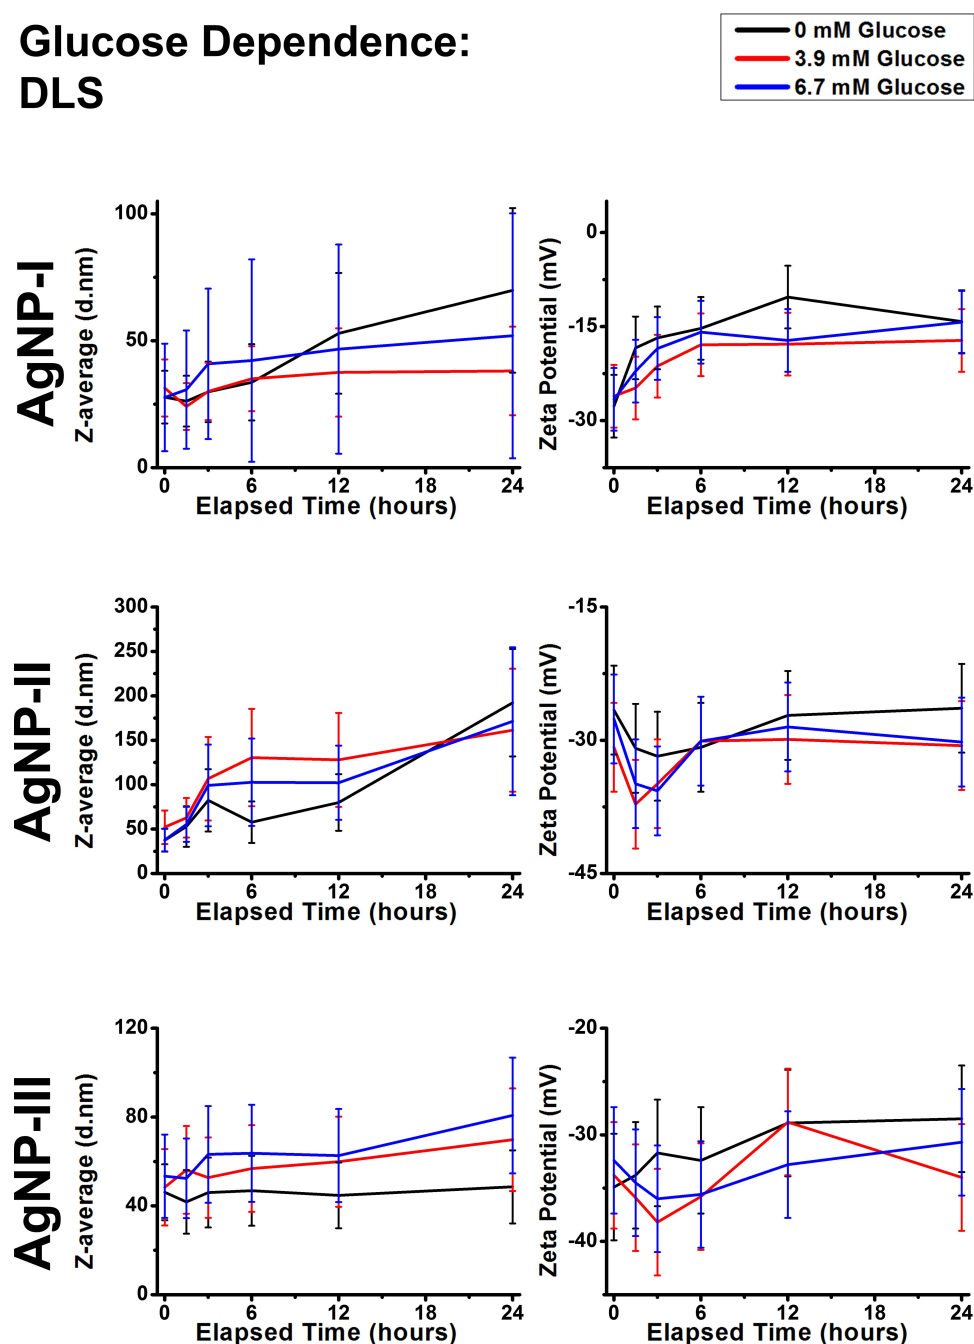 Glucose Dependence:
DLS
0 mM Glucose
3.9 mM Glucose
6.7 mM Glucose
AgNP-I
Z-average (d.nm)
100
50
0
0 6 12 18 24
Elapsed Time (hours)
Zeta Potential (mV)
0
-15
-30
0 6 12 18 24
Elapsed Time (hours)
AgNP-II
Z-average (d.nm)
300
250
200
150
100
50
0
0 6 12 18 24
Elapsed Time (hours)
Zeta Potential (mV)
-15
-30
-45
0 6 12 18 24
Elapsed Time (hours)
AgNP-III
Z-average (d.nm)
120
80
40
0
0 6 12 18 24
Elapsed Time (hours)
Zeta Potential (mV)
-20
-30
-40
0 6 12 18 24
Elapsed Time (hours)